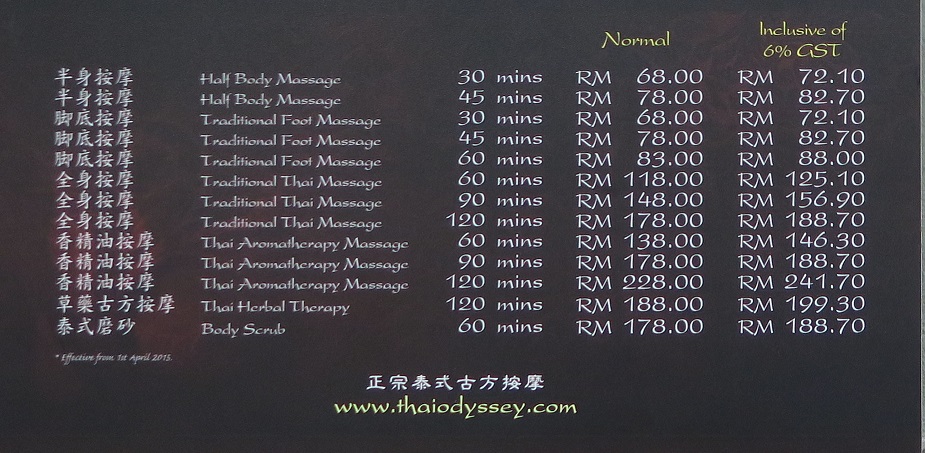 Normal Inclusive of
6% GST
半身按摩 Half Body Massage 30 mins RM 68.00 RM 72.10
半身按摩 Half Body Massage 45 mins RM 78.00 RM 82.70
脚底按摩 Traditional Foot Massage 30 mins RM 68.00 RM 72.10
脚底按摩 Traditional Foot Massage 45 mins RM 78.00 RM 82.70
脚底按摩 Traditional Foot Massage 60 mins RM 83.00 RM 88.00
全身按摩 Traditional Thai Massage 60 mins RM 118.00 RM 125.10
全身按摩 Traditional Thai Massage 90 mins RM 148.00 RM 156.90
全身按摩 Traditional Thai Massage 120 mins RM 178.00 RM 188.70
香精油按摩 Thai Aromatherapy Massage 60 mins RM 138.00 RM 146.30
香精油按摩 Thai Aromatherapy Massage 90 mins RM 178.00 RM 188.70
香精油按摩 Thai Aromatherapy Massage 120 mins RM 228.00 RM 241.70
草藥古方按摩 Thai Herbal Therapy 120 mins RM 188.00 RM 199.30
泰式磨砂 Body Scrub 60 mins RM 178.00 RM 188.70
* Effective from 1st April 2015.
正宗泰式古方按摩
www.thaiodyssey.com